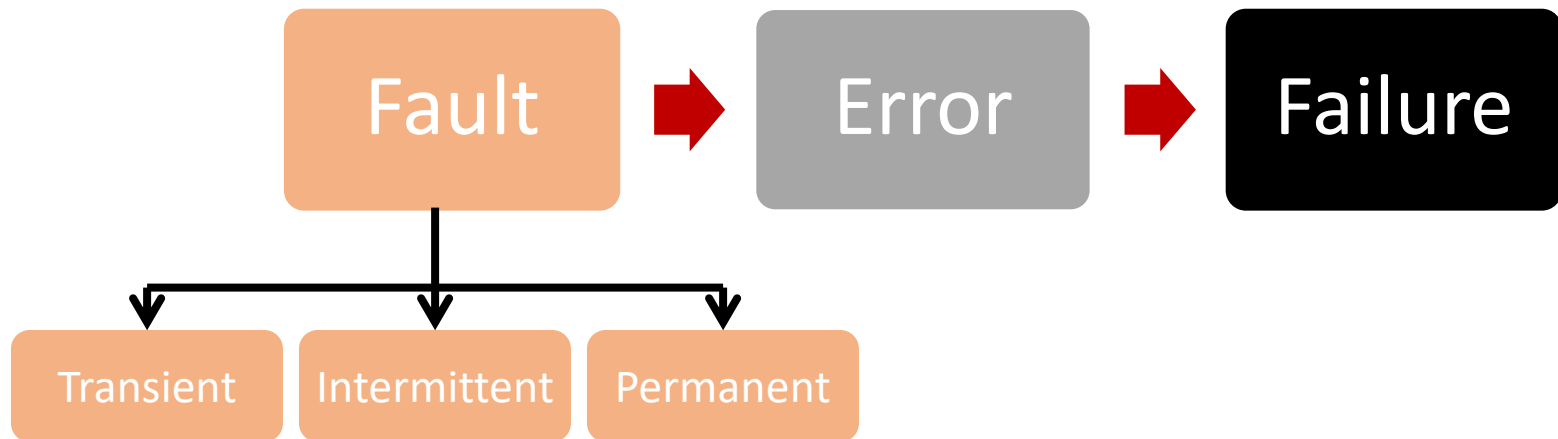 Fault
Error
Failure
Transient
Intermittent
Permanent